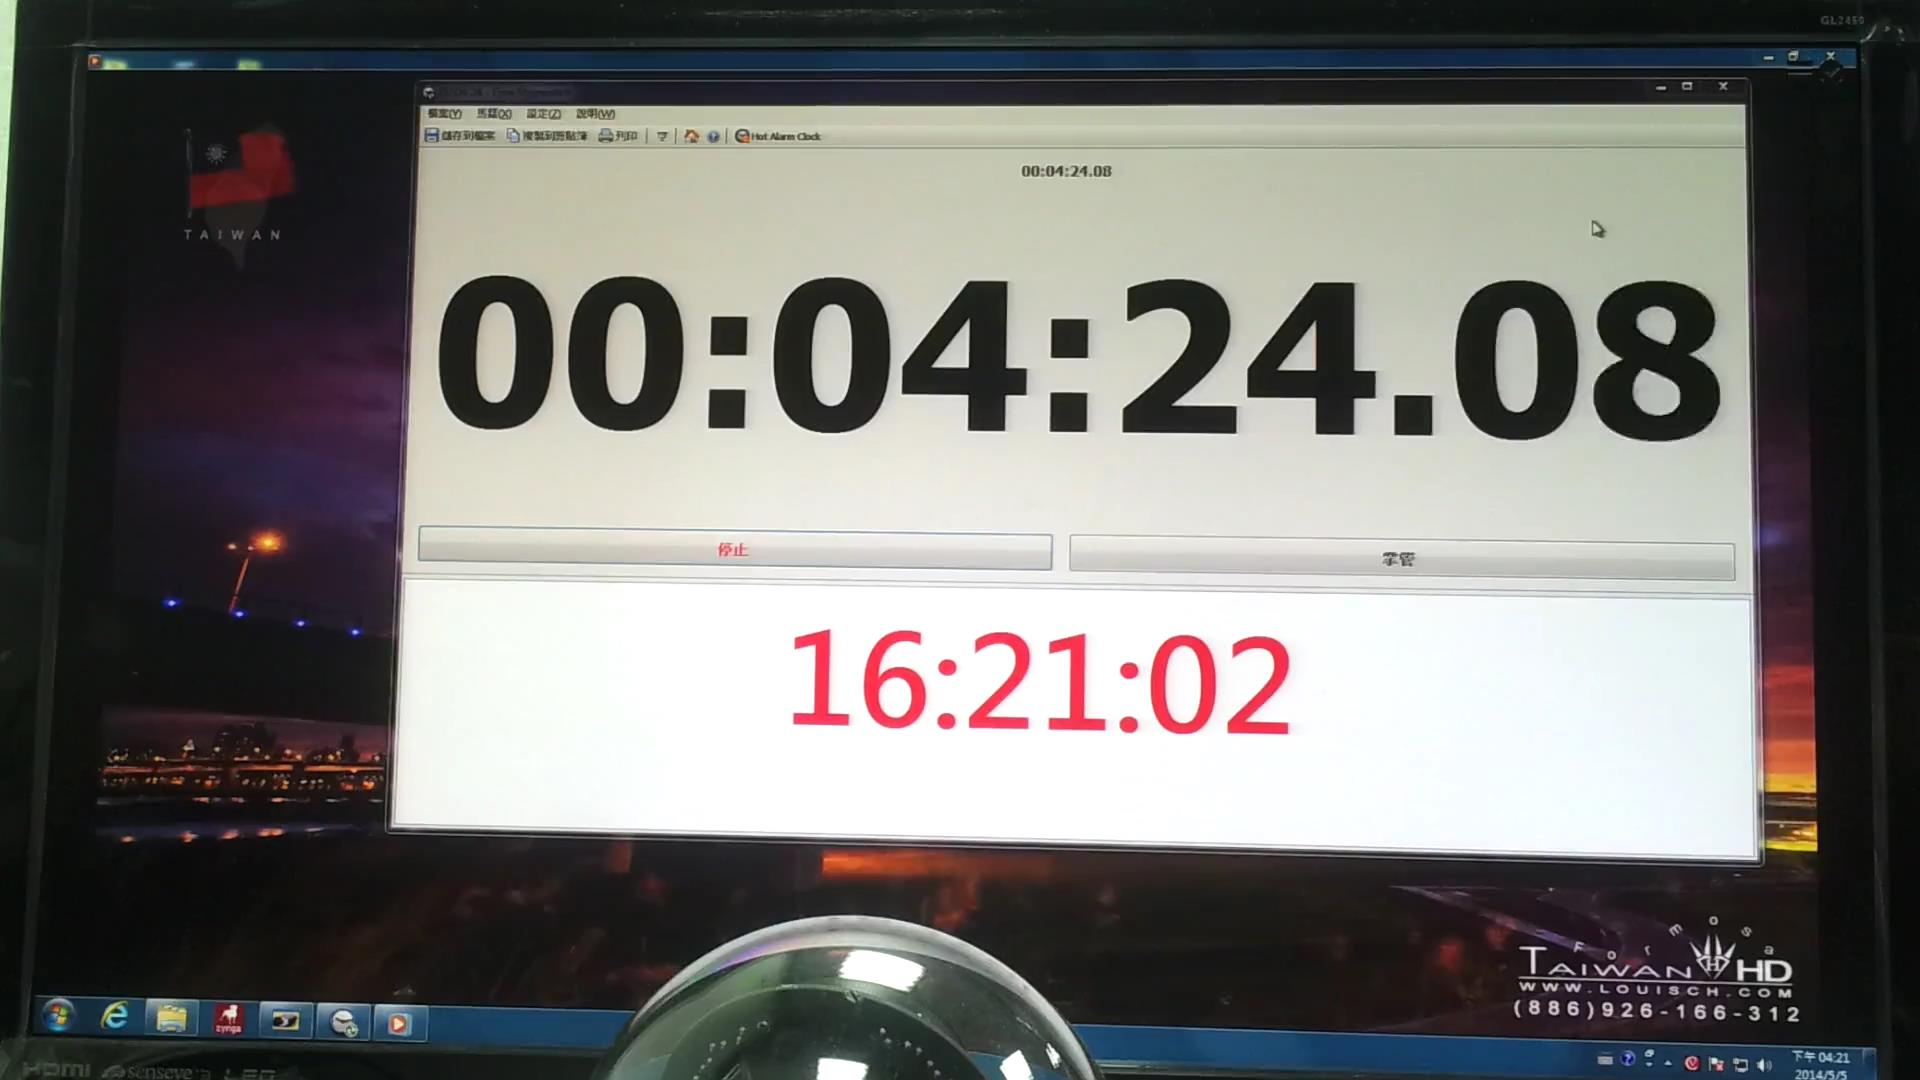 GL2450
檔案(Y) 馬錶(X) 設定(Z) 說明(W)
儲存到檔案 複製到剪貼簿 列印 Hot Alarm Clock
00:04:24.08
TAIWAN
00:04:24.08
停止
16:21:02
Formosa
TAIWAN HD
WWW.LOUISCH.COM
(886)926-166-312
zynga
下午 04:21
2014/5/5
HDMI senseye 3 LED